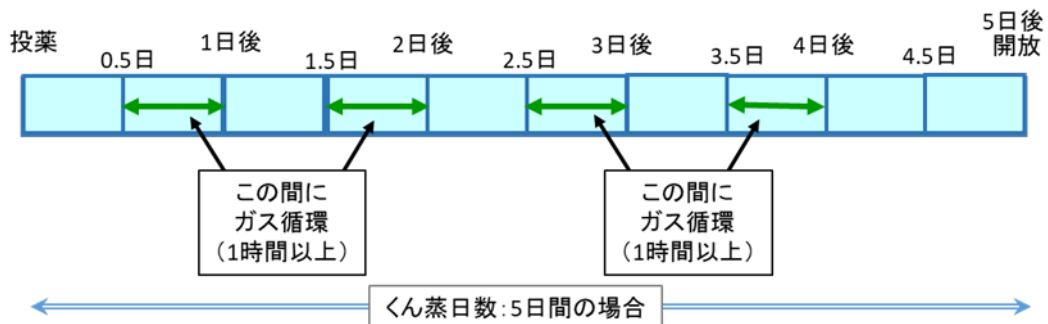 投薬
0.5日
1日後
1.5日
2日後
2.5日
3日後
3.5日
4日後
4.5日
5日後
開放
この間に
ガス循環
（1時間以上）
この間に
ガス循環
（1時間以上）
くん蒸日数：5日間の場合